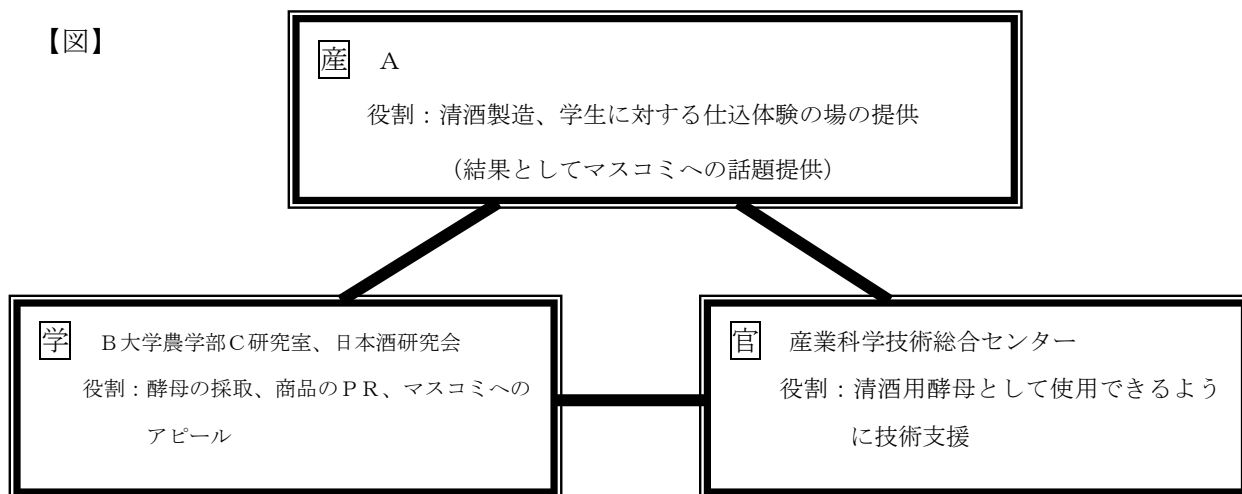 【図】
産 A
役割：清酒製造、学生に対する仕込体験の場の提供
（結果としてマスコミへの話題提供）
学 B大学農学部C研究室、日本酒研究会
役割：酵母の採取、商品のPR、マスコミへの
アピール
官 産業科学技術総合センター
役割：清酒用酵母として使用できるよう
に技術支援